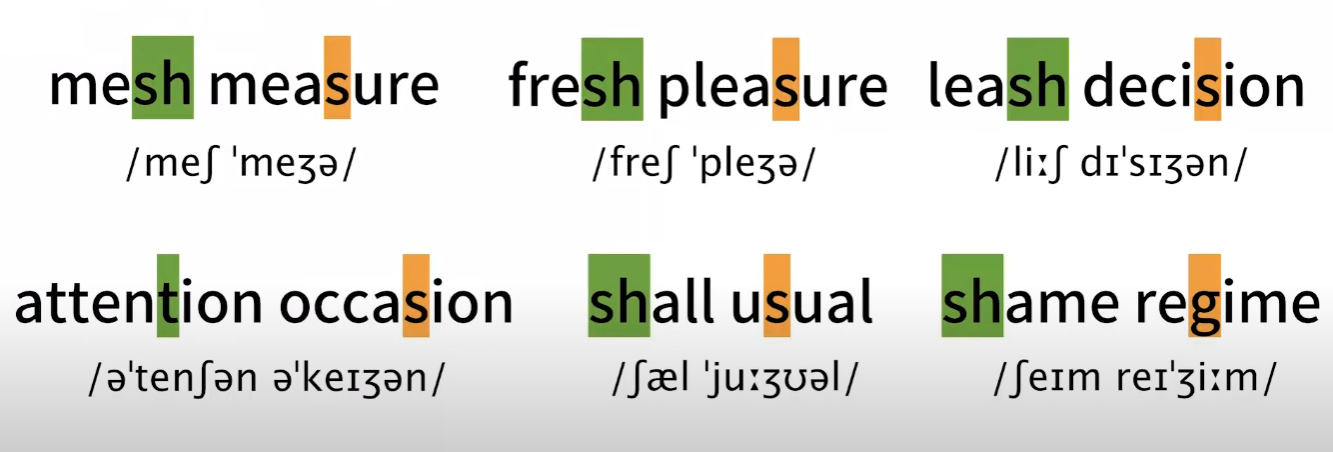 mesh measure fresh pleasure leash decision
/meʃ ˈmeʒə/ /freʃ ˈpleʒə/ /liːʃ dɪˈsɪʒən/
attention occasion shall usual shame regime
/əˈtenʃən əˈkeɪʒən/ /ʃæl ˈjuːʒʊəl/ /ʃeɪm reɪˈʒiːm/